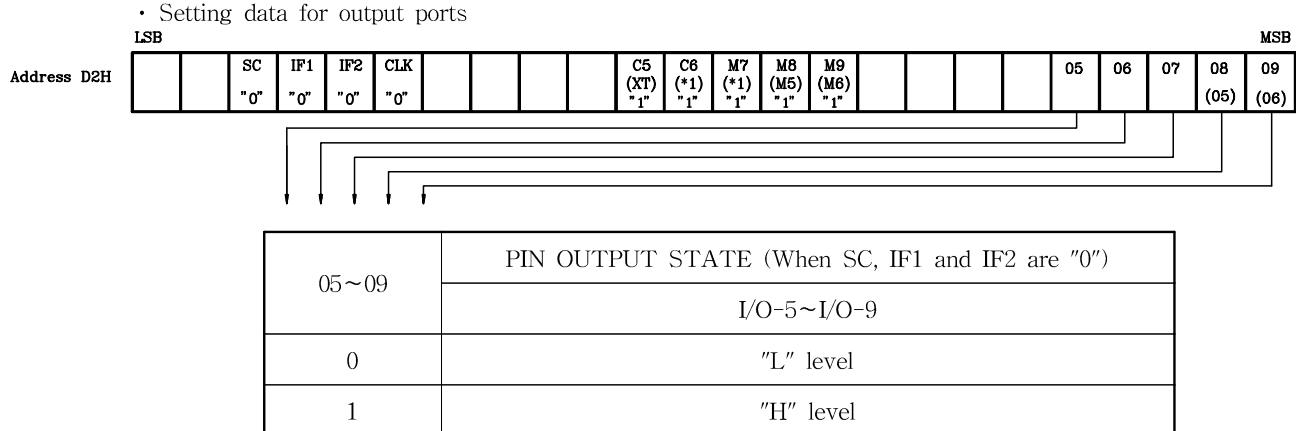 · Setting data for output ports
LSB MSB
Address D2H
SC IF1 IF2 CLK C5 C6 M7 M8 M9 05 06 07 08 09
(XT) (*1) (*1) (M5) (M6) (05) (06)
"0" "0" "0" "0" "1" "1" "1" "1" "1"
05~09 PIN OUTPUT STATE (When SC, IF1 and IF2 are "0")
I/O-5~I/O-9
0 "L" level
1 "H" level